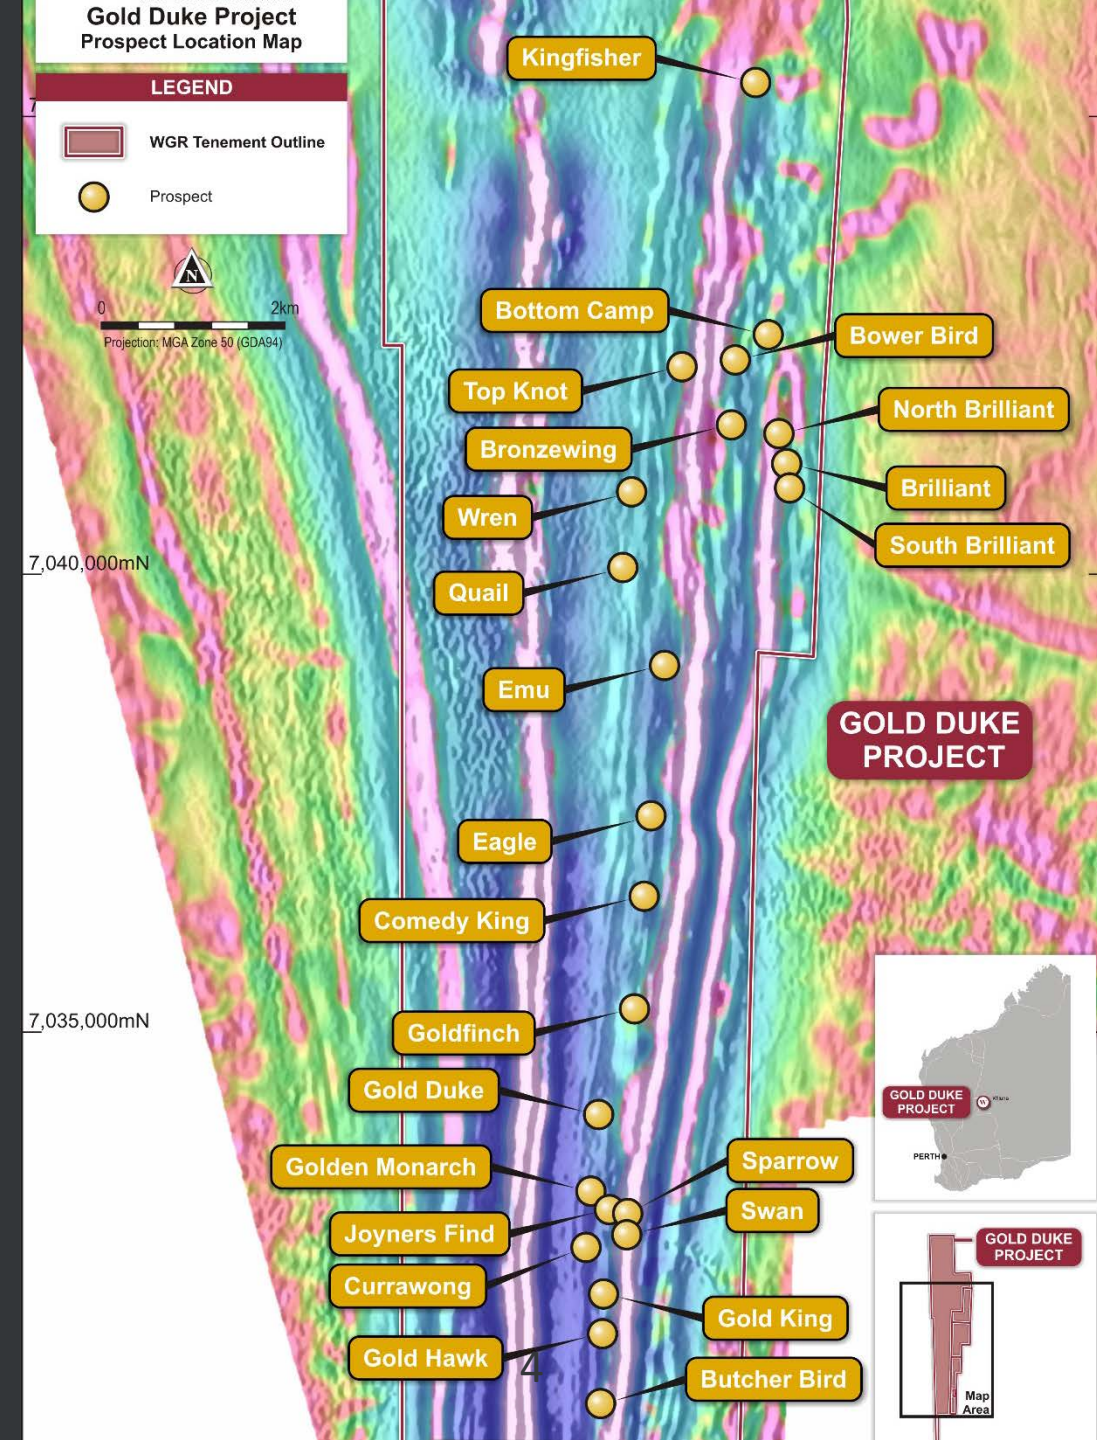 Gold Duke Project
Prospect Location Map
LEGEND
WGR Tenement Outline
Prospect
N
0 2km
Projection: MGA Zone 50 (GDA94)
Kingfisher
Bottom Camp
Bower Bird
Top Knot
North Brilliant
Bronzewing
Brilliant
Wren
South Brilliant
7,040,000mN
Quail
Emu
GOLD DUKE
PROJECT
Eagle
Comedy King
7,035,000mN
Goldfinch
Gold Duke
GOLD DUKE
PROJECT
W
PERTH
Golden Monarch
Sparrow
Swan
Joyners Find
Currawong
GOLD DUKE
PROJECT
Gold King
Gold Hawk
4
Butcher Bird
Map
Area